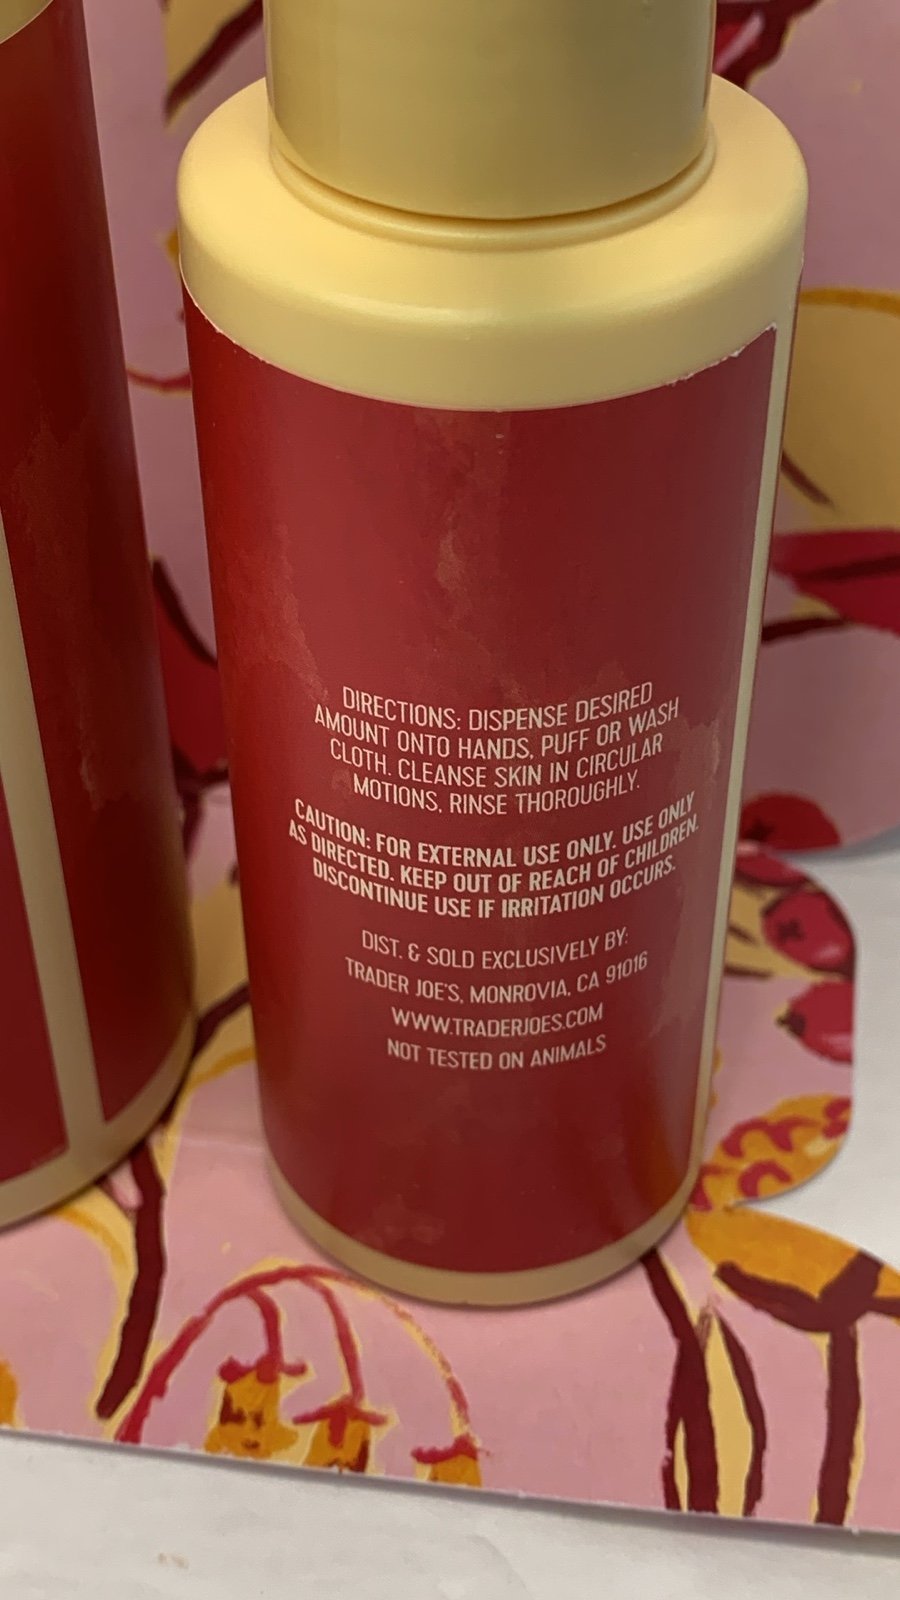 DIRECTIONS: DISPENSE DESIRED
AMOUNT ONTO HANDS, PUFF OR WASH
CLOTH. CLEANSE SKIN IN CIRCULAR
MOTIONS. RINSE THOROUGHLY.
CAUTION: FOR EXTERNAL USE ONLY. USE ONLY
AS DIRECTED. KEEP OUT OF REACH OF CHILDREN.
DISCONTINUE USE IF IRRITATION OCCURS.
DIST. & SOLD EXCLUSIVELY BY:
TRADER JOE'S, MONROVIA, CA 91016
WWW.TRADERJOES.COM
NOT TESTED ON ANIMALS